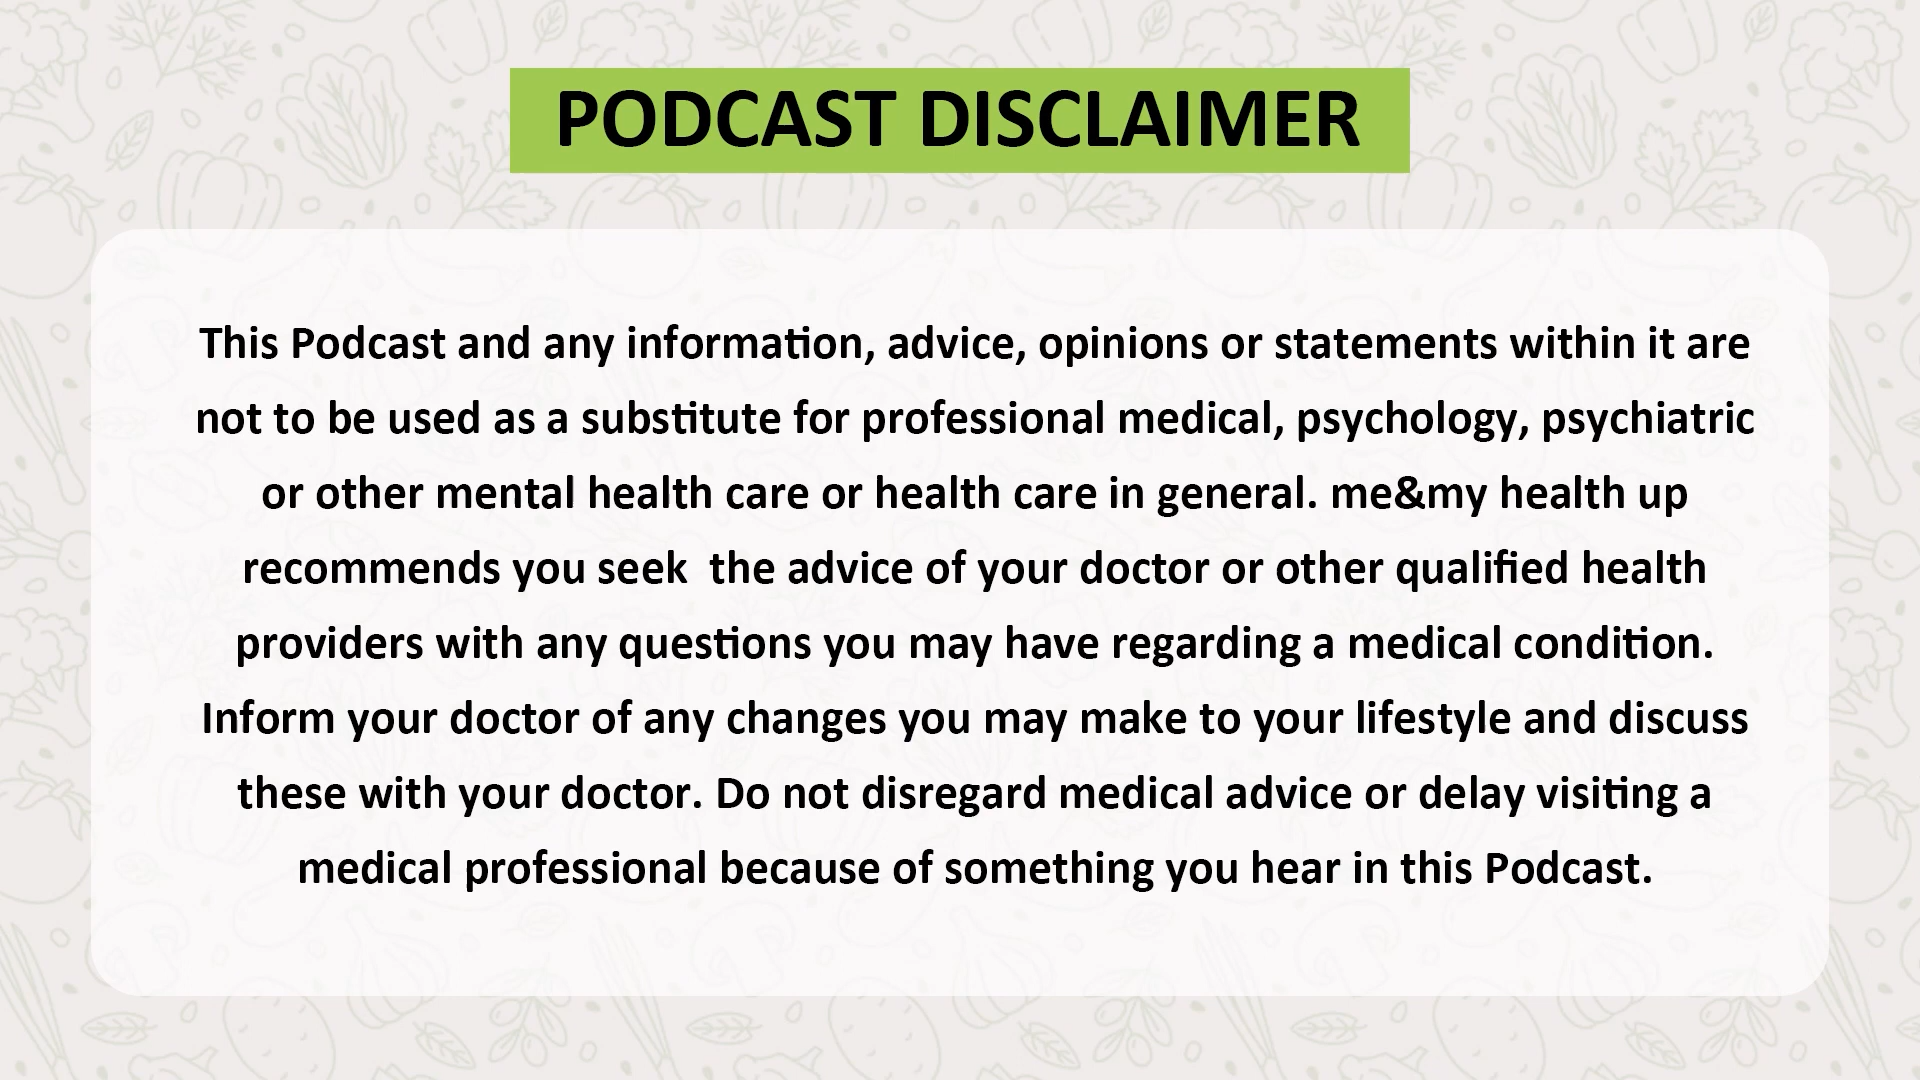 PODCAST DISCLAIMER
This Podcast and any information, advice, opinions or statements within it are
not to be used as a substitute for professional medical, psychology, psychiatric
or other mental health care or health care in general. me&my health up
recommends you seek  the advice of your doctor or other qualified health
providers with any questions you may have regarding a medical condition.
Inform your doctor of any changes you may make to your lifestyle and discuss
these with your doctor. Do not disregard medical advice or delay visiting a
medical professional because of something you hear in this Podcast.